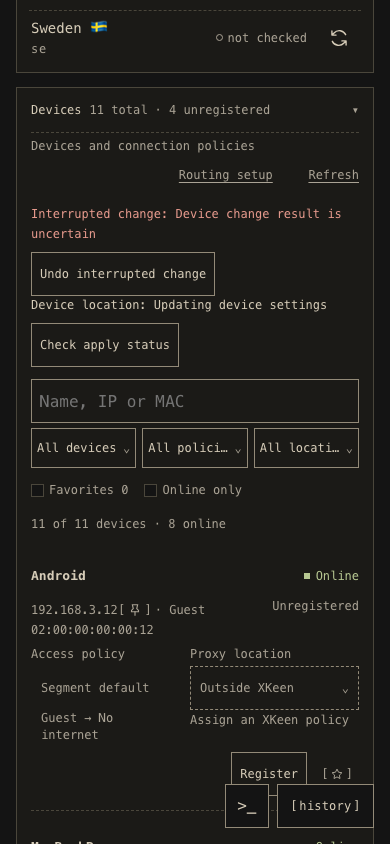 Sweden 🇸🇪
se
not checked
Devices 11 total · 4 unregistered ▾
Devices and connection policies
Routing setup Refresh
Interrupted change: Device change result is
uncertain
Undo interrupted change
Device location: Updating device settings
Check apply status
Name, IP or MAC
All devices All polici… All locati…
Favorites 0 Online only
11 of 11 devices · 8 online
Android Online
192.168.3.12[ ]· Guest Unregistered
02:00:00:00:00:12
Access policy Proxy location
Segment default Outside XKeen
Guest → No
internet
Assign an XKeen policy
Register [☆]
>_ [history]